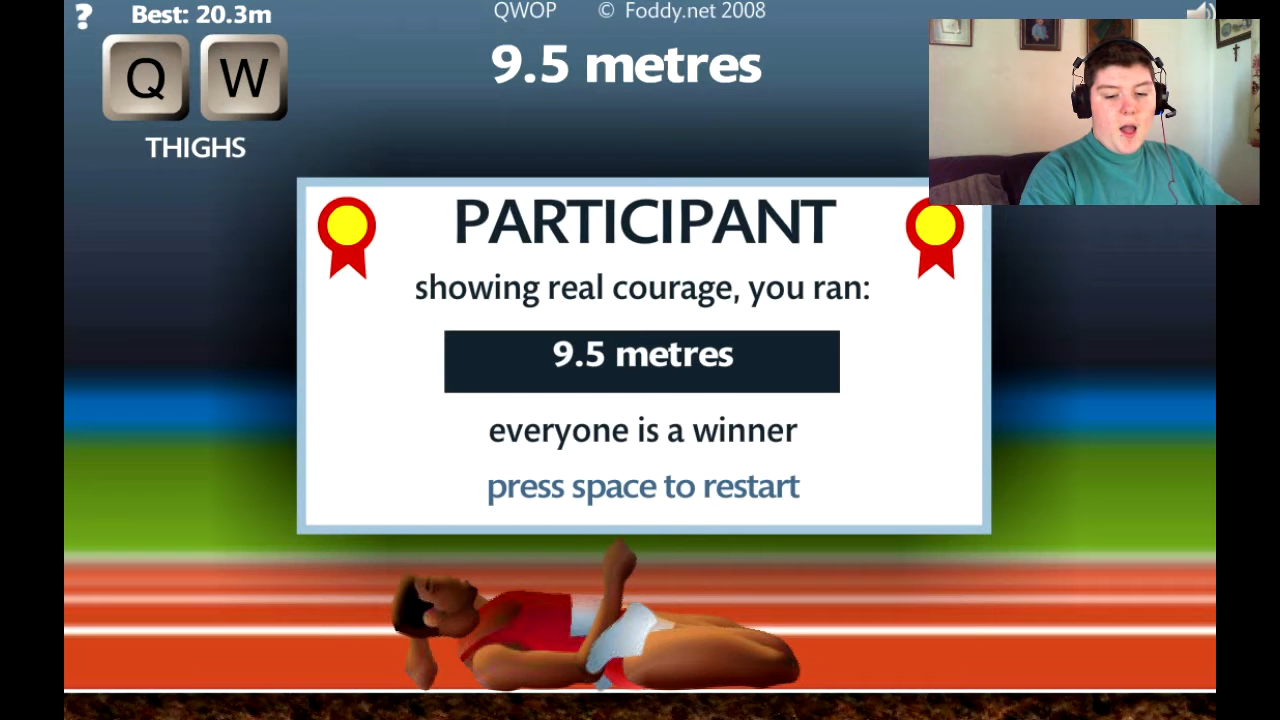 ?
Best: 20.3m
QWOP © Foddy.net 2008
Q W
THIGHS
9.5 metres
PARTICIPANT
showing real courage, you ran:
9.5 metres
everyone is a winner
press space to restart